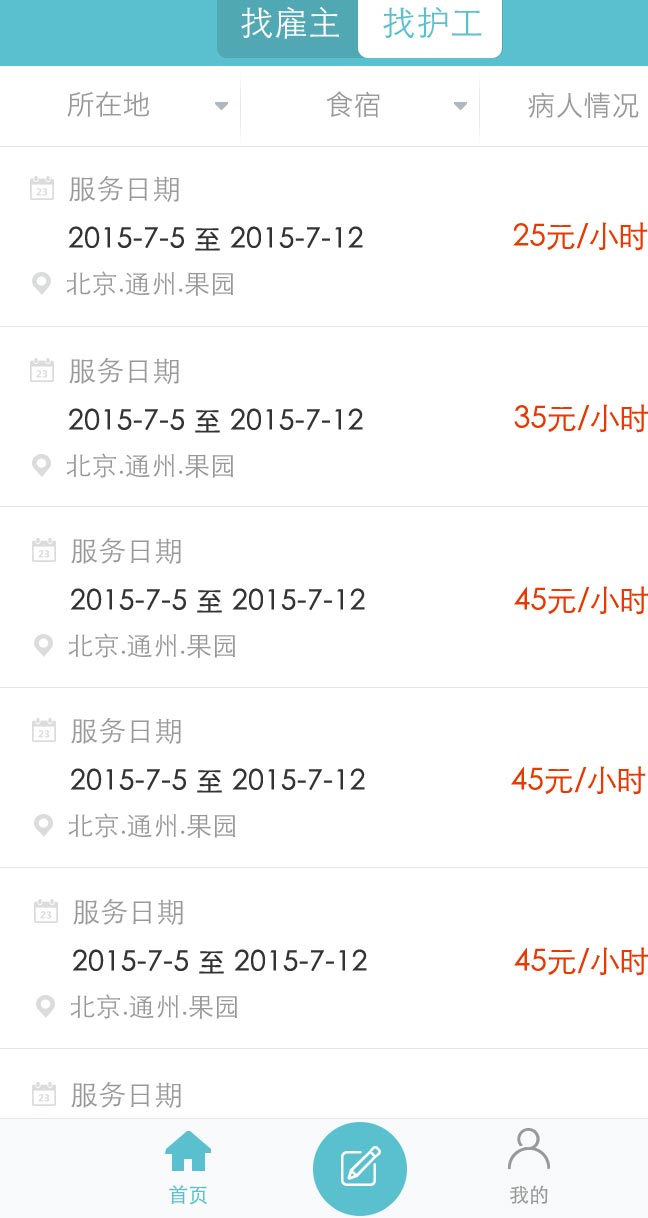 找雇主 找护工
所在地 食宿 病人情况
23 服务日期
2015-7-5 至 2015-7-12 25元/小时
北京.通州.果园
23 服务日期
2015-7-5 至 2015-7-12 35元/小时
北京.通州.果园
23 服务日期
2015-7-5 至 2015-7-12 45元/小时
北京.通州.果园
23 服务日期
2015-7-5 至 2015-7-12 45元/小时
北京.通州.果园
23 服务日期
2015-7-5 至 2015-7-12 45元/小时
北京.通州.果园
23 服务日期
首页 我的